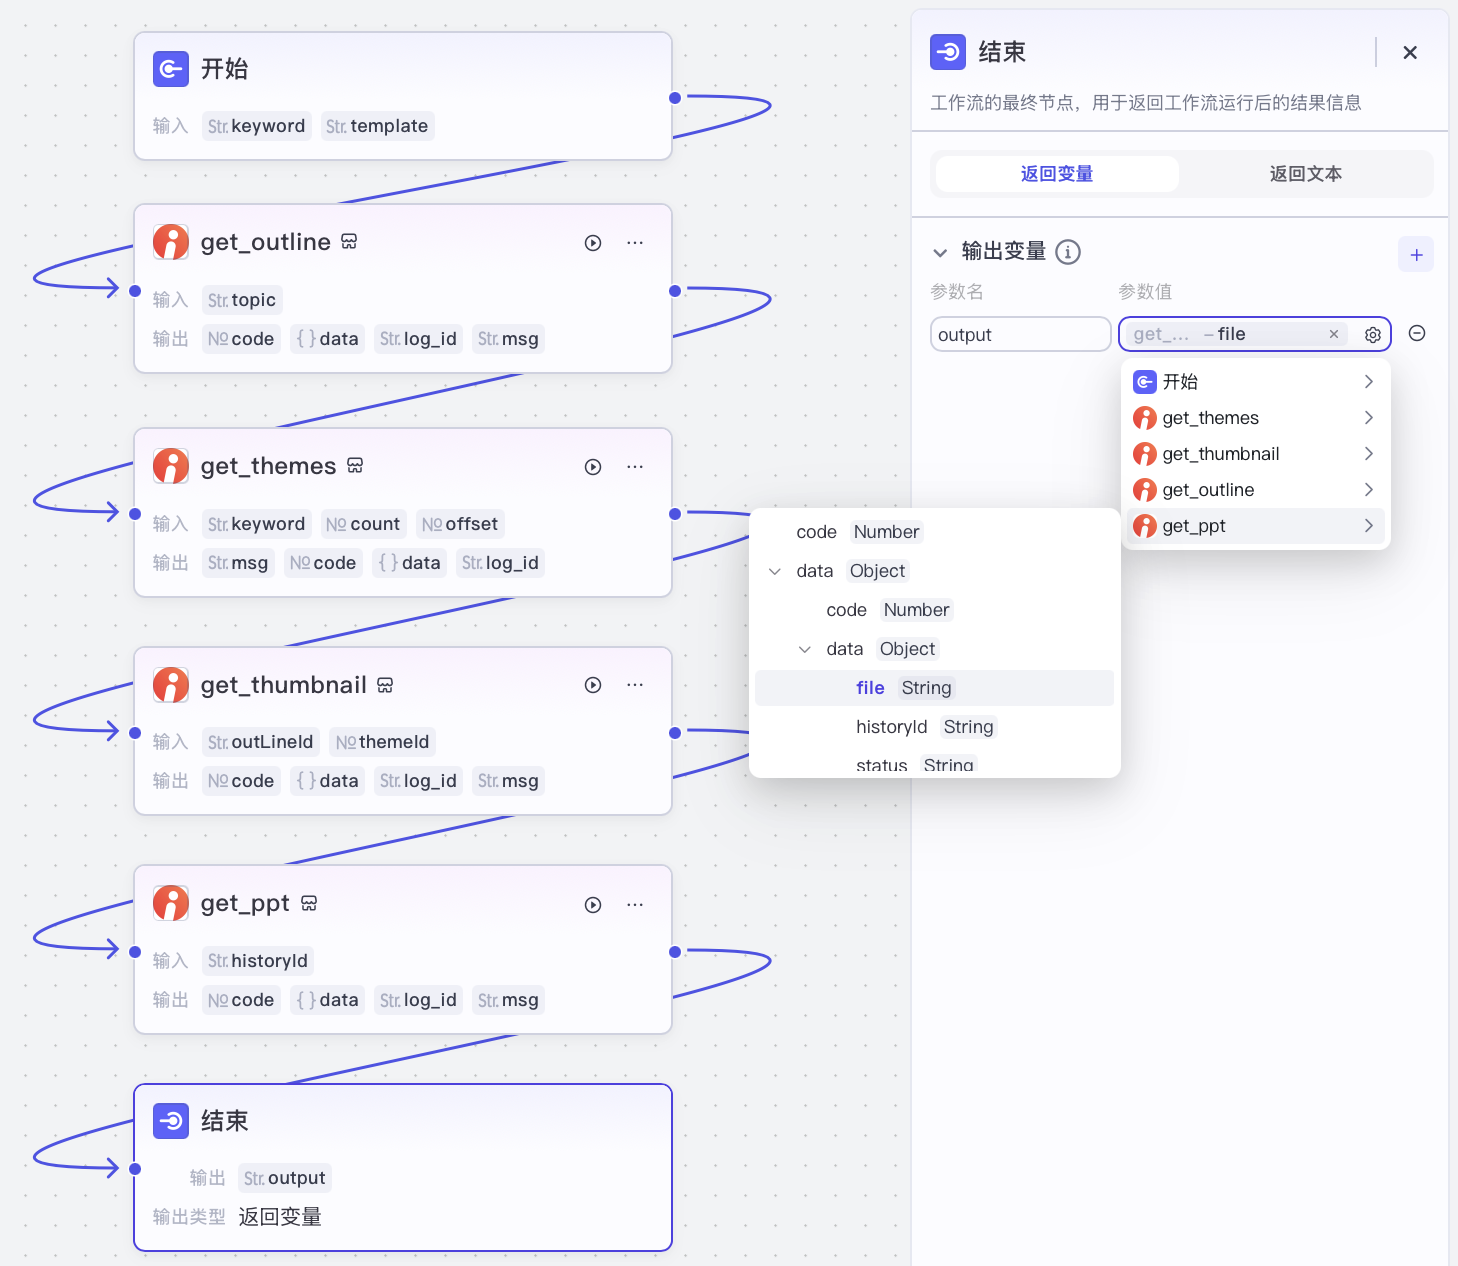 开始
输入 Str. keyword Str. template
get_outline
输入 Str. topic
输出 № code { } data Str. log_id Str. msg
get_themes
输入 Str. keyword № count № offset
输出 Str. msg № code { } data Str. log_id
get_thumbnail
输入 Str. outLineId № themeId
输出 № code { } data Str. log_id Str. msg
get_ppt
输入 Str. historyId
输出 № code { } data Str. log_id Str. msg
结束
输出 Str. output
输出类型 返回变量
结束
工作流的最终节点，用于返回工作流运行后的结果信息
返回变量 返回文本
输出变量
参数名 参数值
output get_... – file
开始
get_themes
get_thumbnail
get_outline
get_ppt
code Number
data Object
code Number
data Object
file String
historyId String
status String